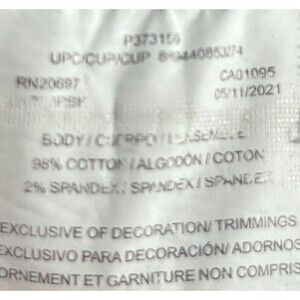 UPC/CUP/CUP
RN20697 CA01095
05/11/2021
BODY/CUERPO/
98% COTTON/ALGODÓN/COTON
2% SPANDEX/SPANDEX/SPANDEX
EXCLUSIVE OF DECORATION/TRIMMINGS
EXCLUSIVO PARA DECORACIÓN/ADORNOS
ORNEMENT ET GARNITURE NON COMPRIS